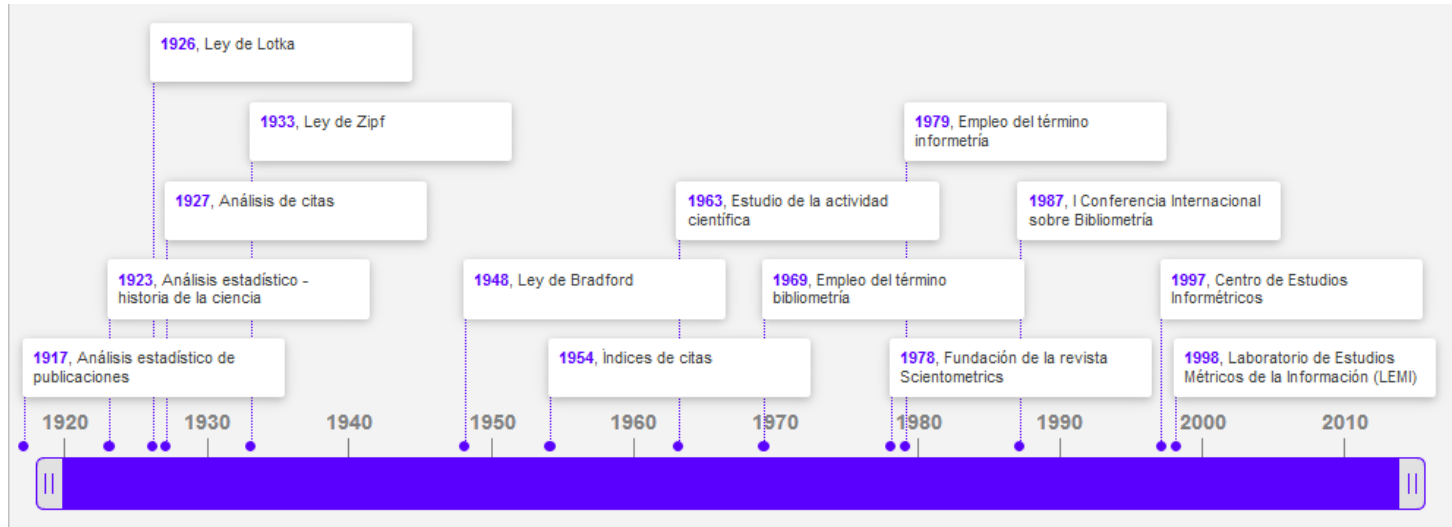 1926, Ley de Lotka
1933, Ley de Zipf
1979, Empleo del término
informetría
1927, Análisis de citas
1963, Estudio de la actividad
científica
1987, I Conferencia Internacional
sobre Bibliometría
1923, Análisis estadístico -
historia de la ciencia
1948, Ley de Bradford
1969, Empleo del término
bibliometría
1997, Centro de Estudios
Informétricos
1917, Análisis estadístico de
publicaciones
1954, Índices de citas
1978, Fundación de la revista
Scientometrics
1998, Laboratorio de Estudios
Métricos de la Información (LEMI)
1920 1930 1940 1950 1960 1970 1980 1990 2000 2010